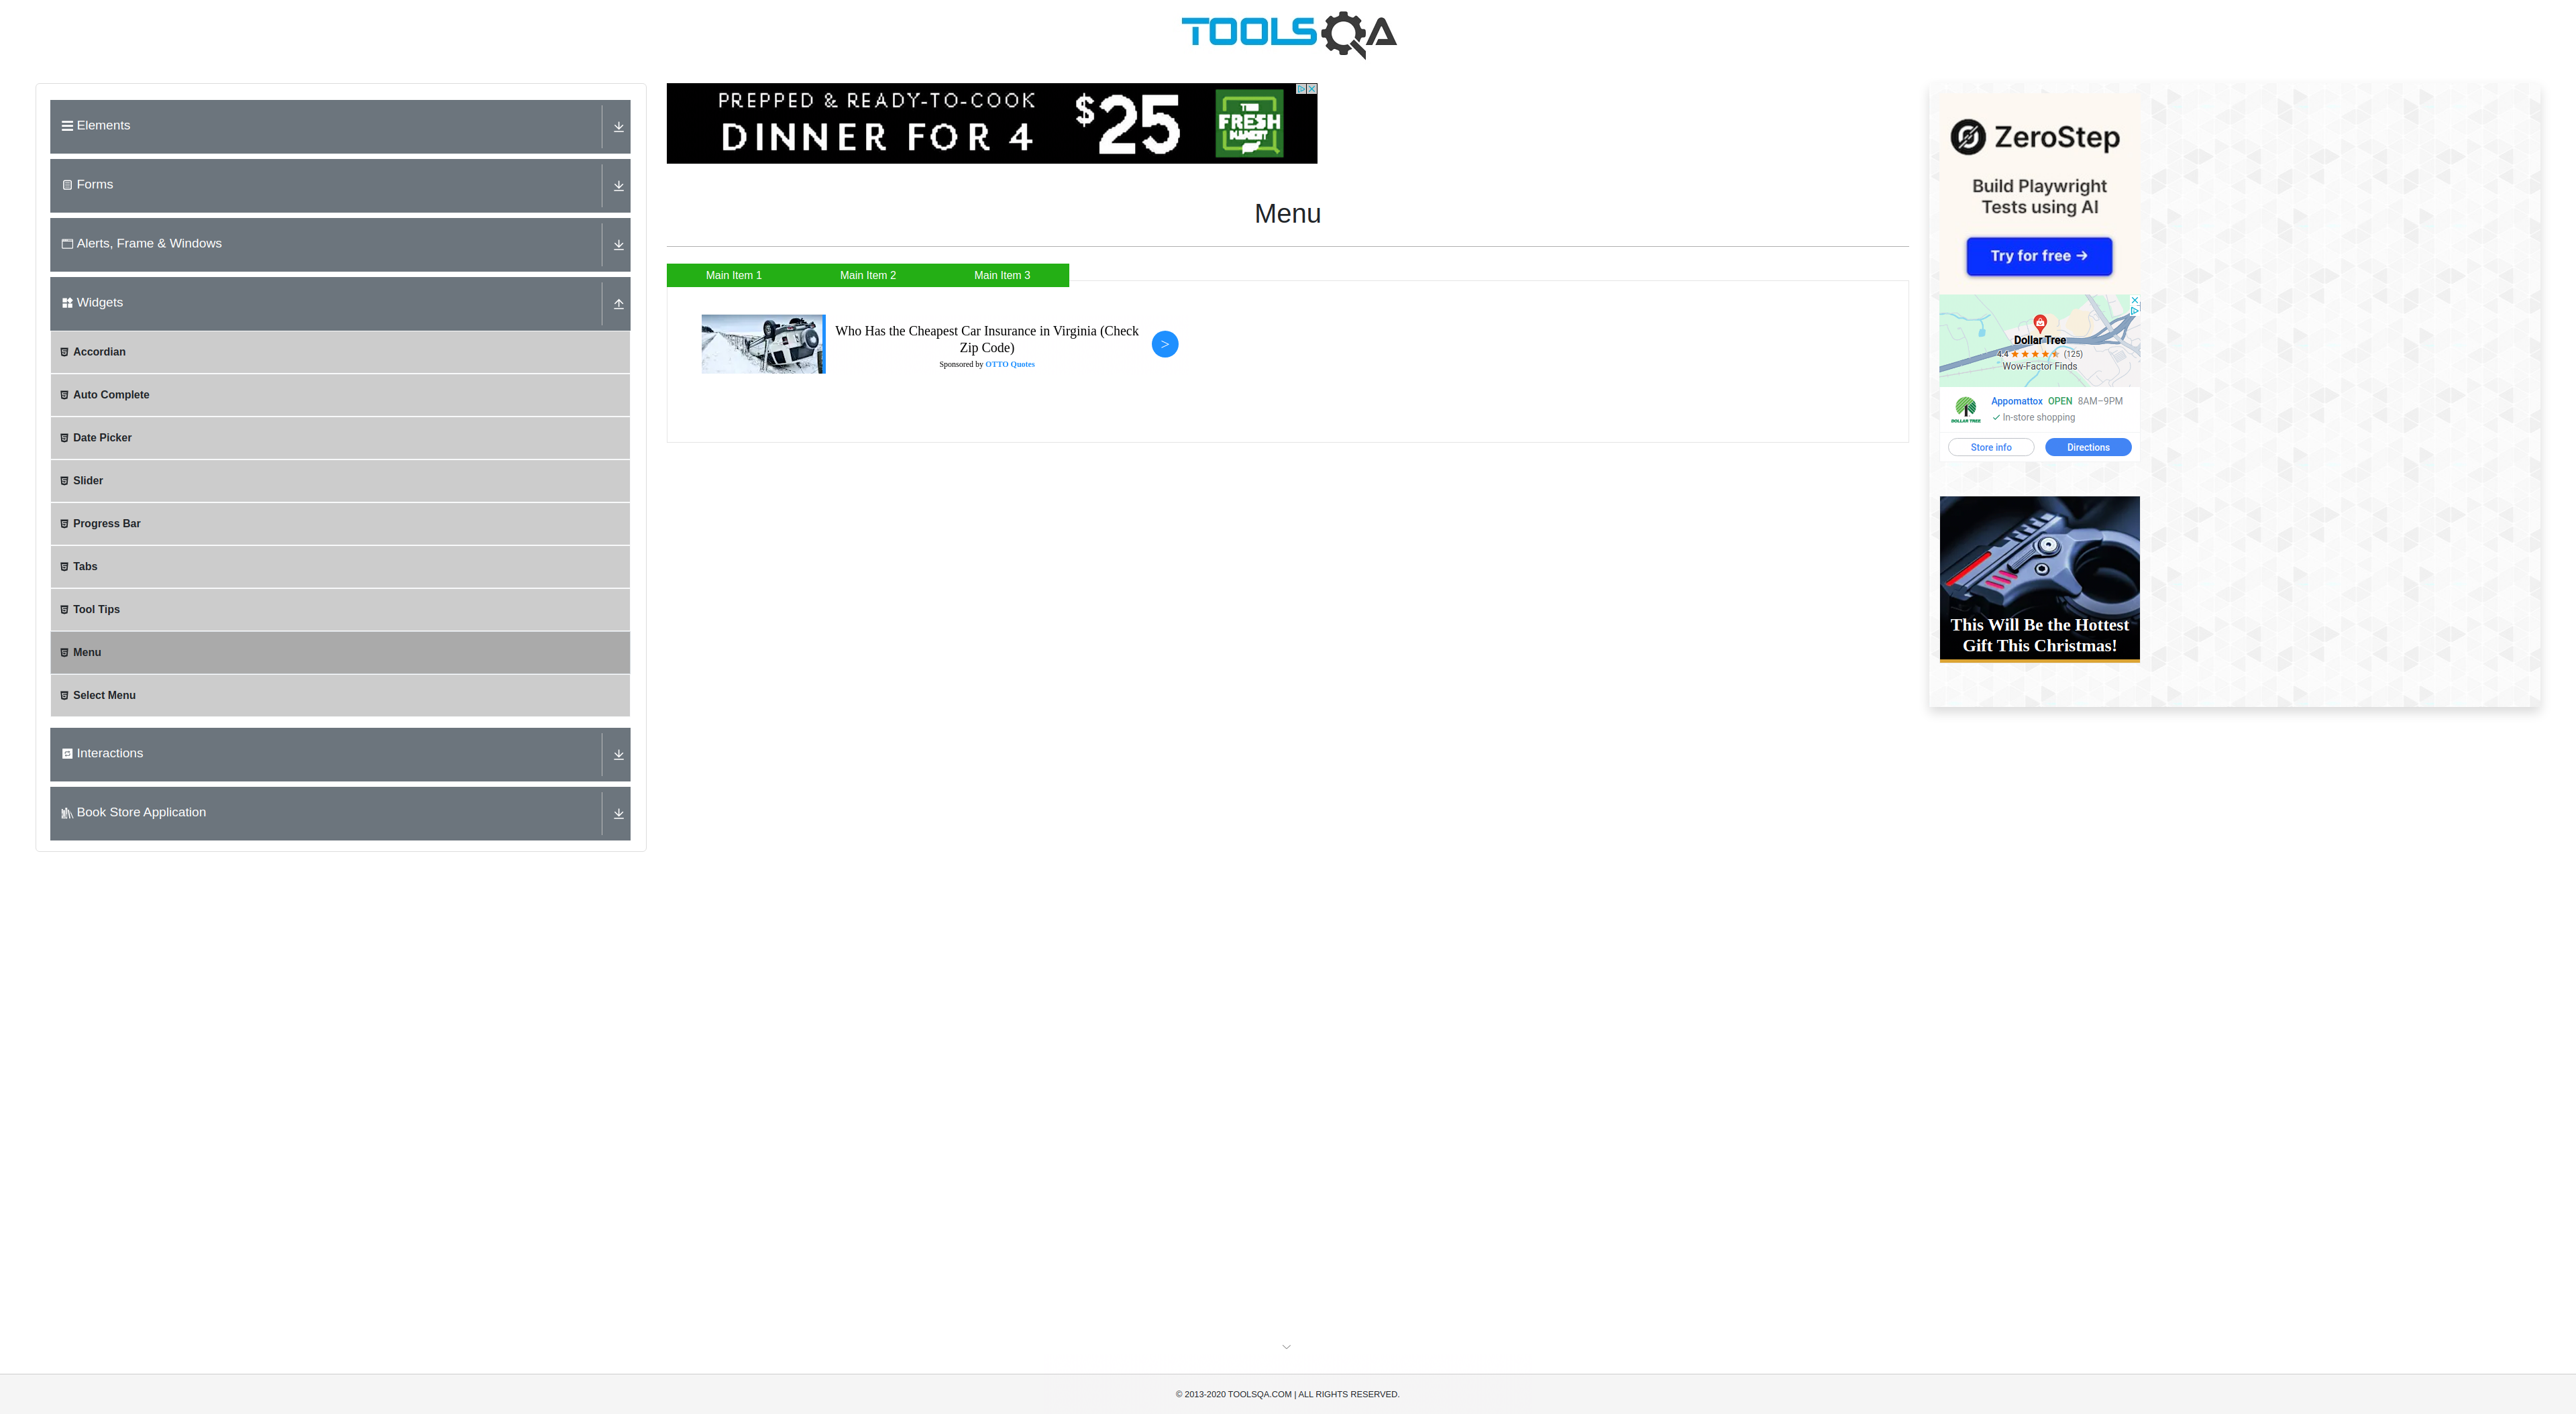 TOOLSQA
Elements
Forms
Alerts, Frame & Windows
Widgets
Accordian
Auto Complete
Date Picker
Slider
Progress Bar
Tabs
Tool Tips
Menu
Select Menu
Interactions
Book Store Application
PREPPED & READY-TO-COOK
DINNER FOR 4
$25
THE
FRESH
MARKET
Menu
Main Item 1
Main Item 2
Main Item 3
Who Has the Cheapest Car Insurance in Virginia (Check
Zip Code)
Sponsored by OTTO Quotes
>
ZeroStep
Build Playwright
Tests using AI
Try for free →
Dollar Tree
4.4 ★★★★★ (125)
Wow-Factor Finds
DOLLAR TREE
Appomattox OPEN 8AM–9PM
✓ In-store shopping
Store info
Directions
This Will Be the Hottest
Gift This Christmas!
© 2013-2020 TOOLSQA.COM | ALL RIGHTS RESERVED.